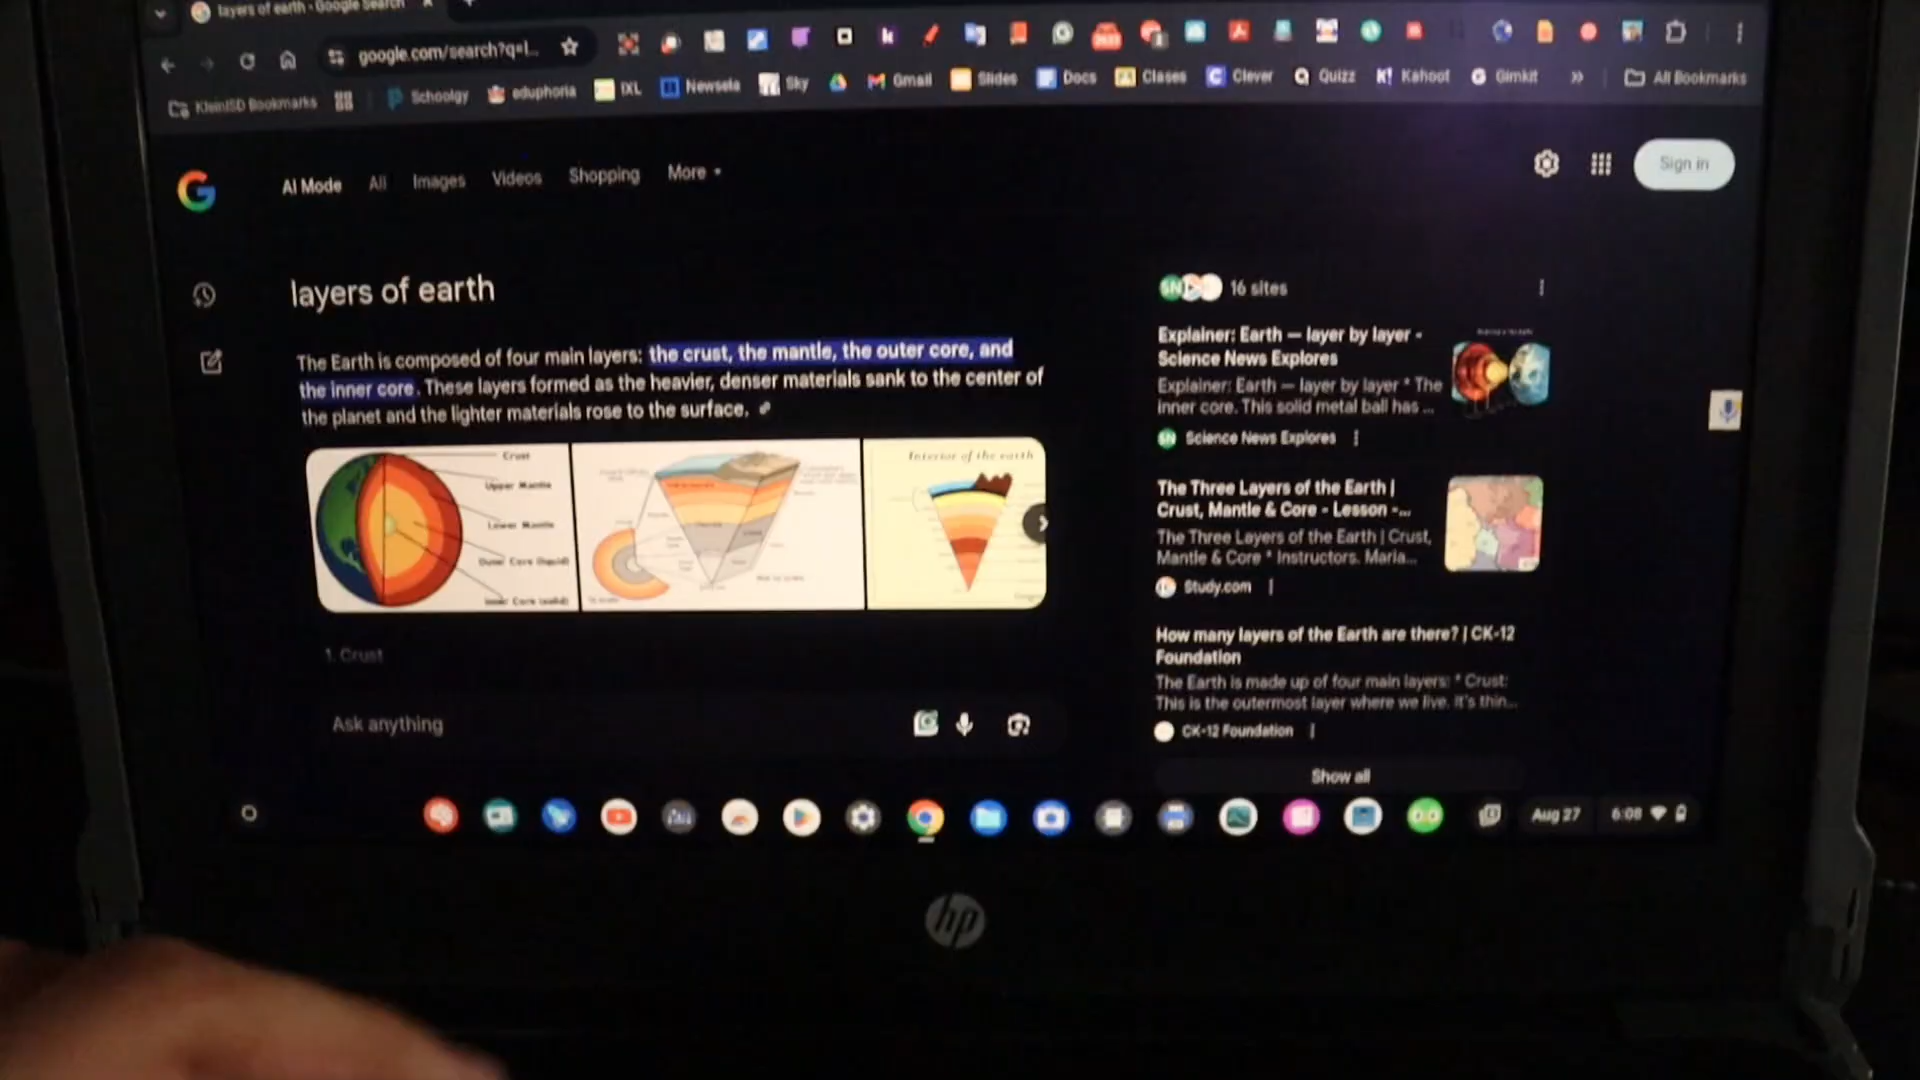 layers of earth - Google Search
google.com/search?q=l...
KleinISD Bookmarks
Schoolgy
eduphoria
IXL
Newsela
Sky
Gmail
Slides
Docs
Clases
Clever
Quizz
Kahoot
Gimkit
All Bookmarks
AI Mode
All
Images
Videos
Shopping
More
Sign in
layers of earth
The Earth is composed of four main layers: the crust, the mantle, the outer core, and
the inner core. These layers formed as the heavier, denser materials sank to the center of
the planet and the lighter materials rose to the surface.
Crust
Upper Mantle
Lower Mantle
Outer Core (liquid)
Inner Core (solid)
Interior of the earth
1. Crust
Ask anything
16 sites
Explainer: Earth — layer by layer -
Science News Explores
Explainer: Earth — layer by layer * The
inner core. This solid metal ball has ...
SN Science News Explores
The Three Layers of the Earth |
Crust, Mantle & Core - Lesson -...
The Three Layers of the Earth | Crust,
Mantle & Core * Instructors. Maria...
Study.com
How many layers of the Earth are there? | CK-12
Foundation
The Earth is made up of four main layers: * Crust:
This is the outermost layer where we live. It's thin...
CK-12 Foundation
Show all
Aug 27
6:08
hp